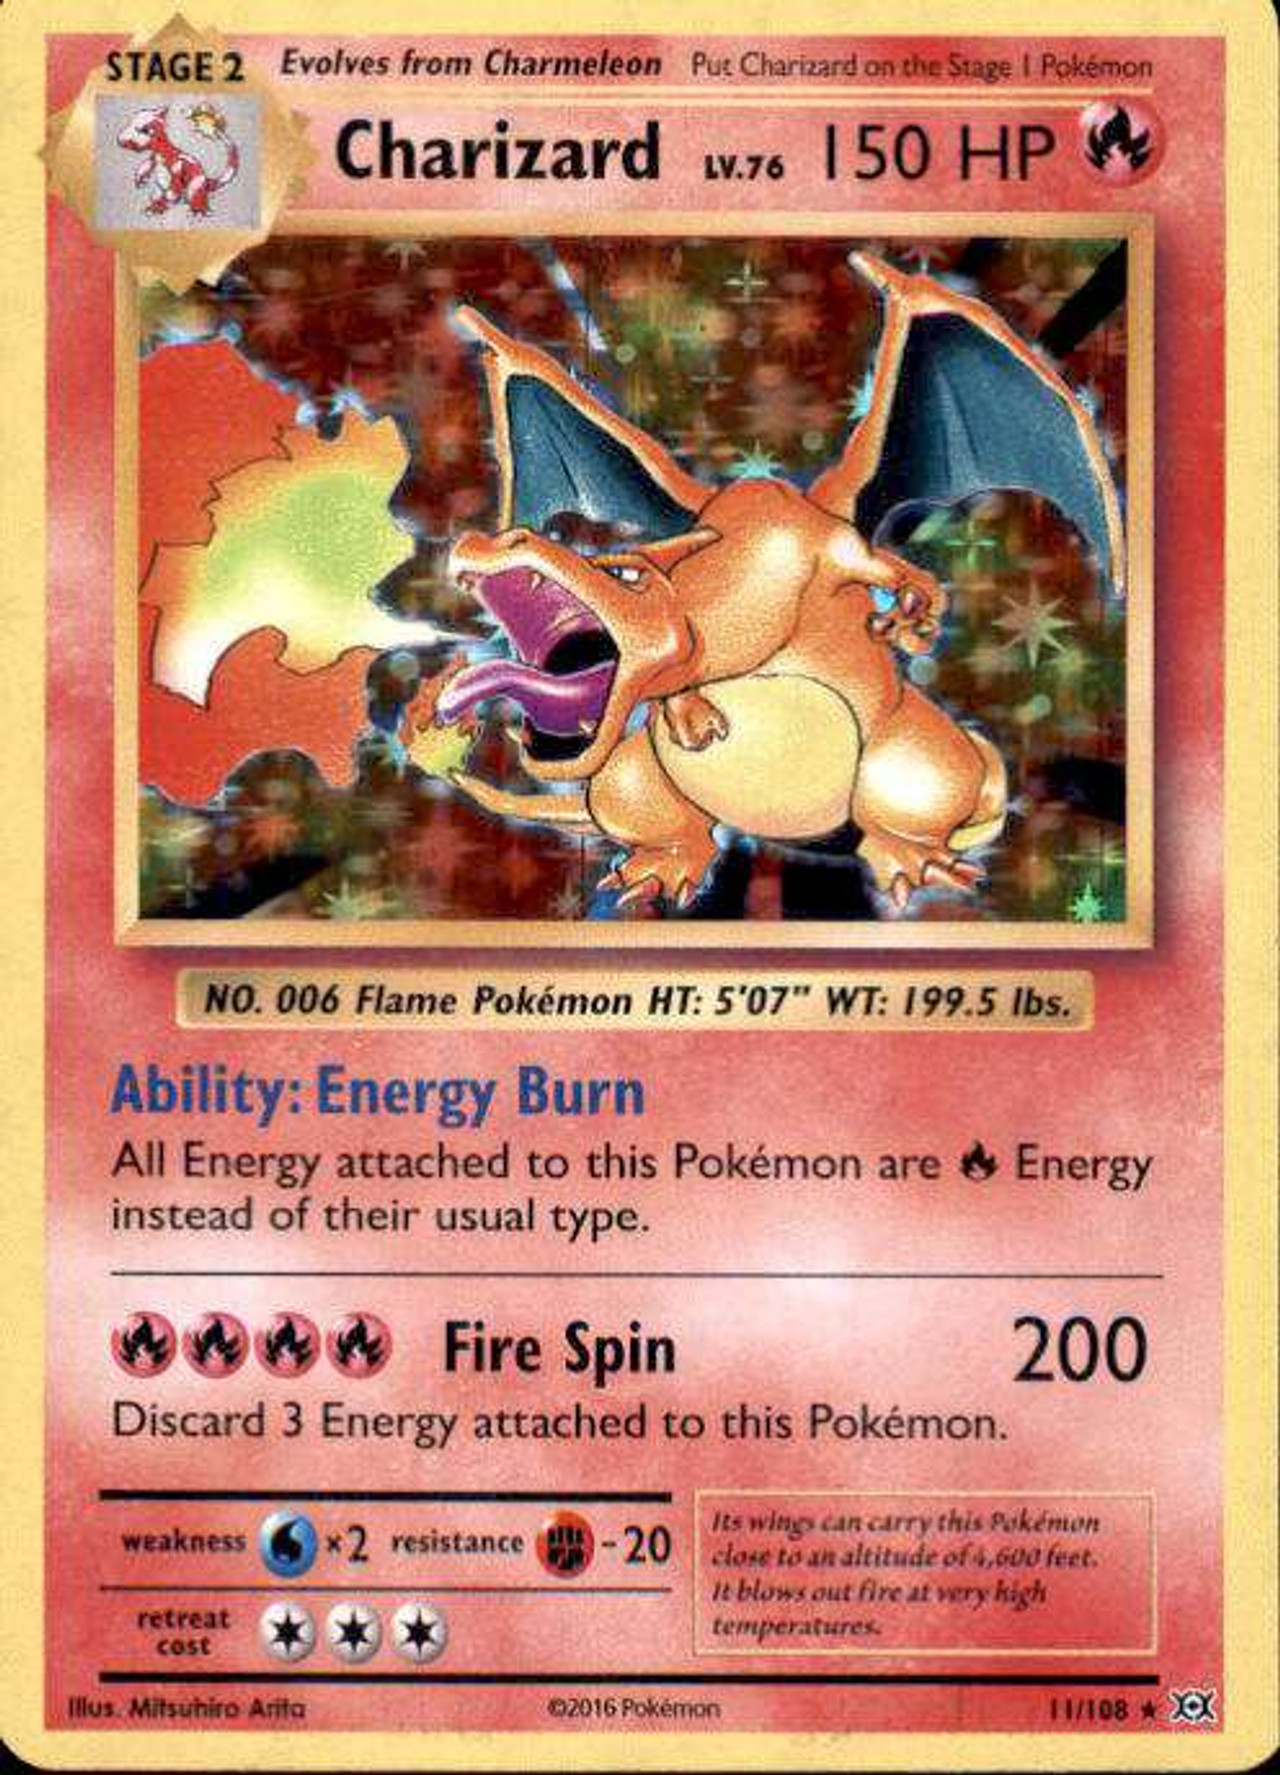 STAGE 2 Evolves from Charmeleon Put Charizard on the Stage 1 Pokémon
Charizard LV.76 150 HP
NO. 006 Flame Pokémon HT: 5'07" WT: 199.5 lbs.
Ability: Energy Burn
All Energy attached to this Pokémon are Energy
instead of their usual type.
Fire Spin 200
Discard 3 Energy attached to this Pokémon.
weakness ×2 resistance -20
retreat
cost
Its wings can carry this Pokémon
close to an altitude of 4,600 feet.
It blows out fire at very high
temperatures.
Illus. Mitsuhiro Arita ©2016 Pokémon 11/108 ★